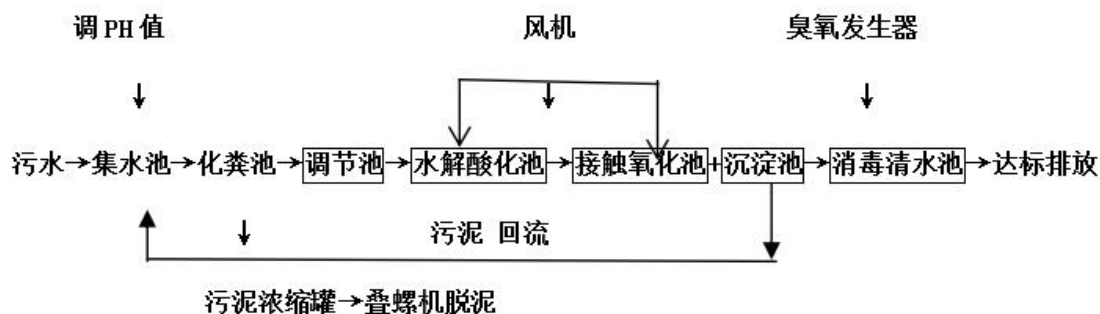 调PH值 风机 臭氧发生器
污水→集水池→化粪池→调节池→水解酸化池→接触氧化池+沉淀池→消毒清水池→达标排放
污泥 回流
污泥浓缩罐→叠螺机脱泥